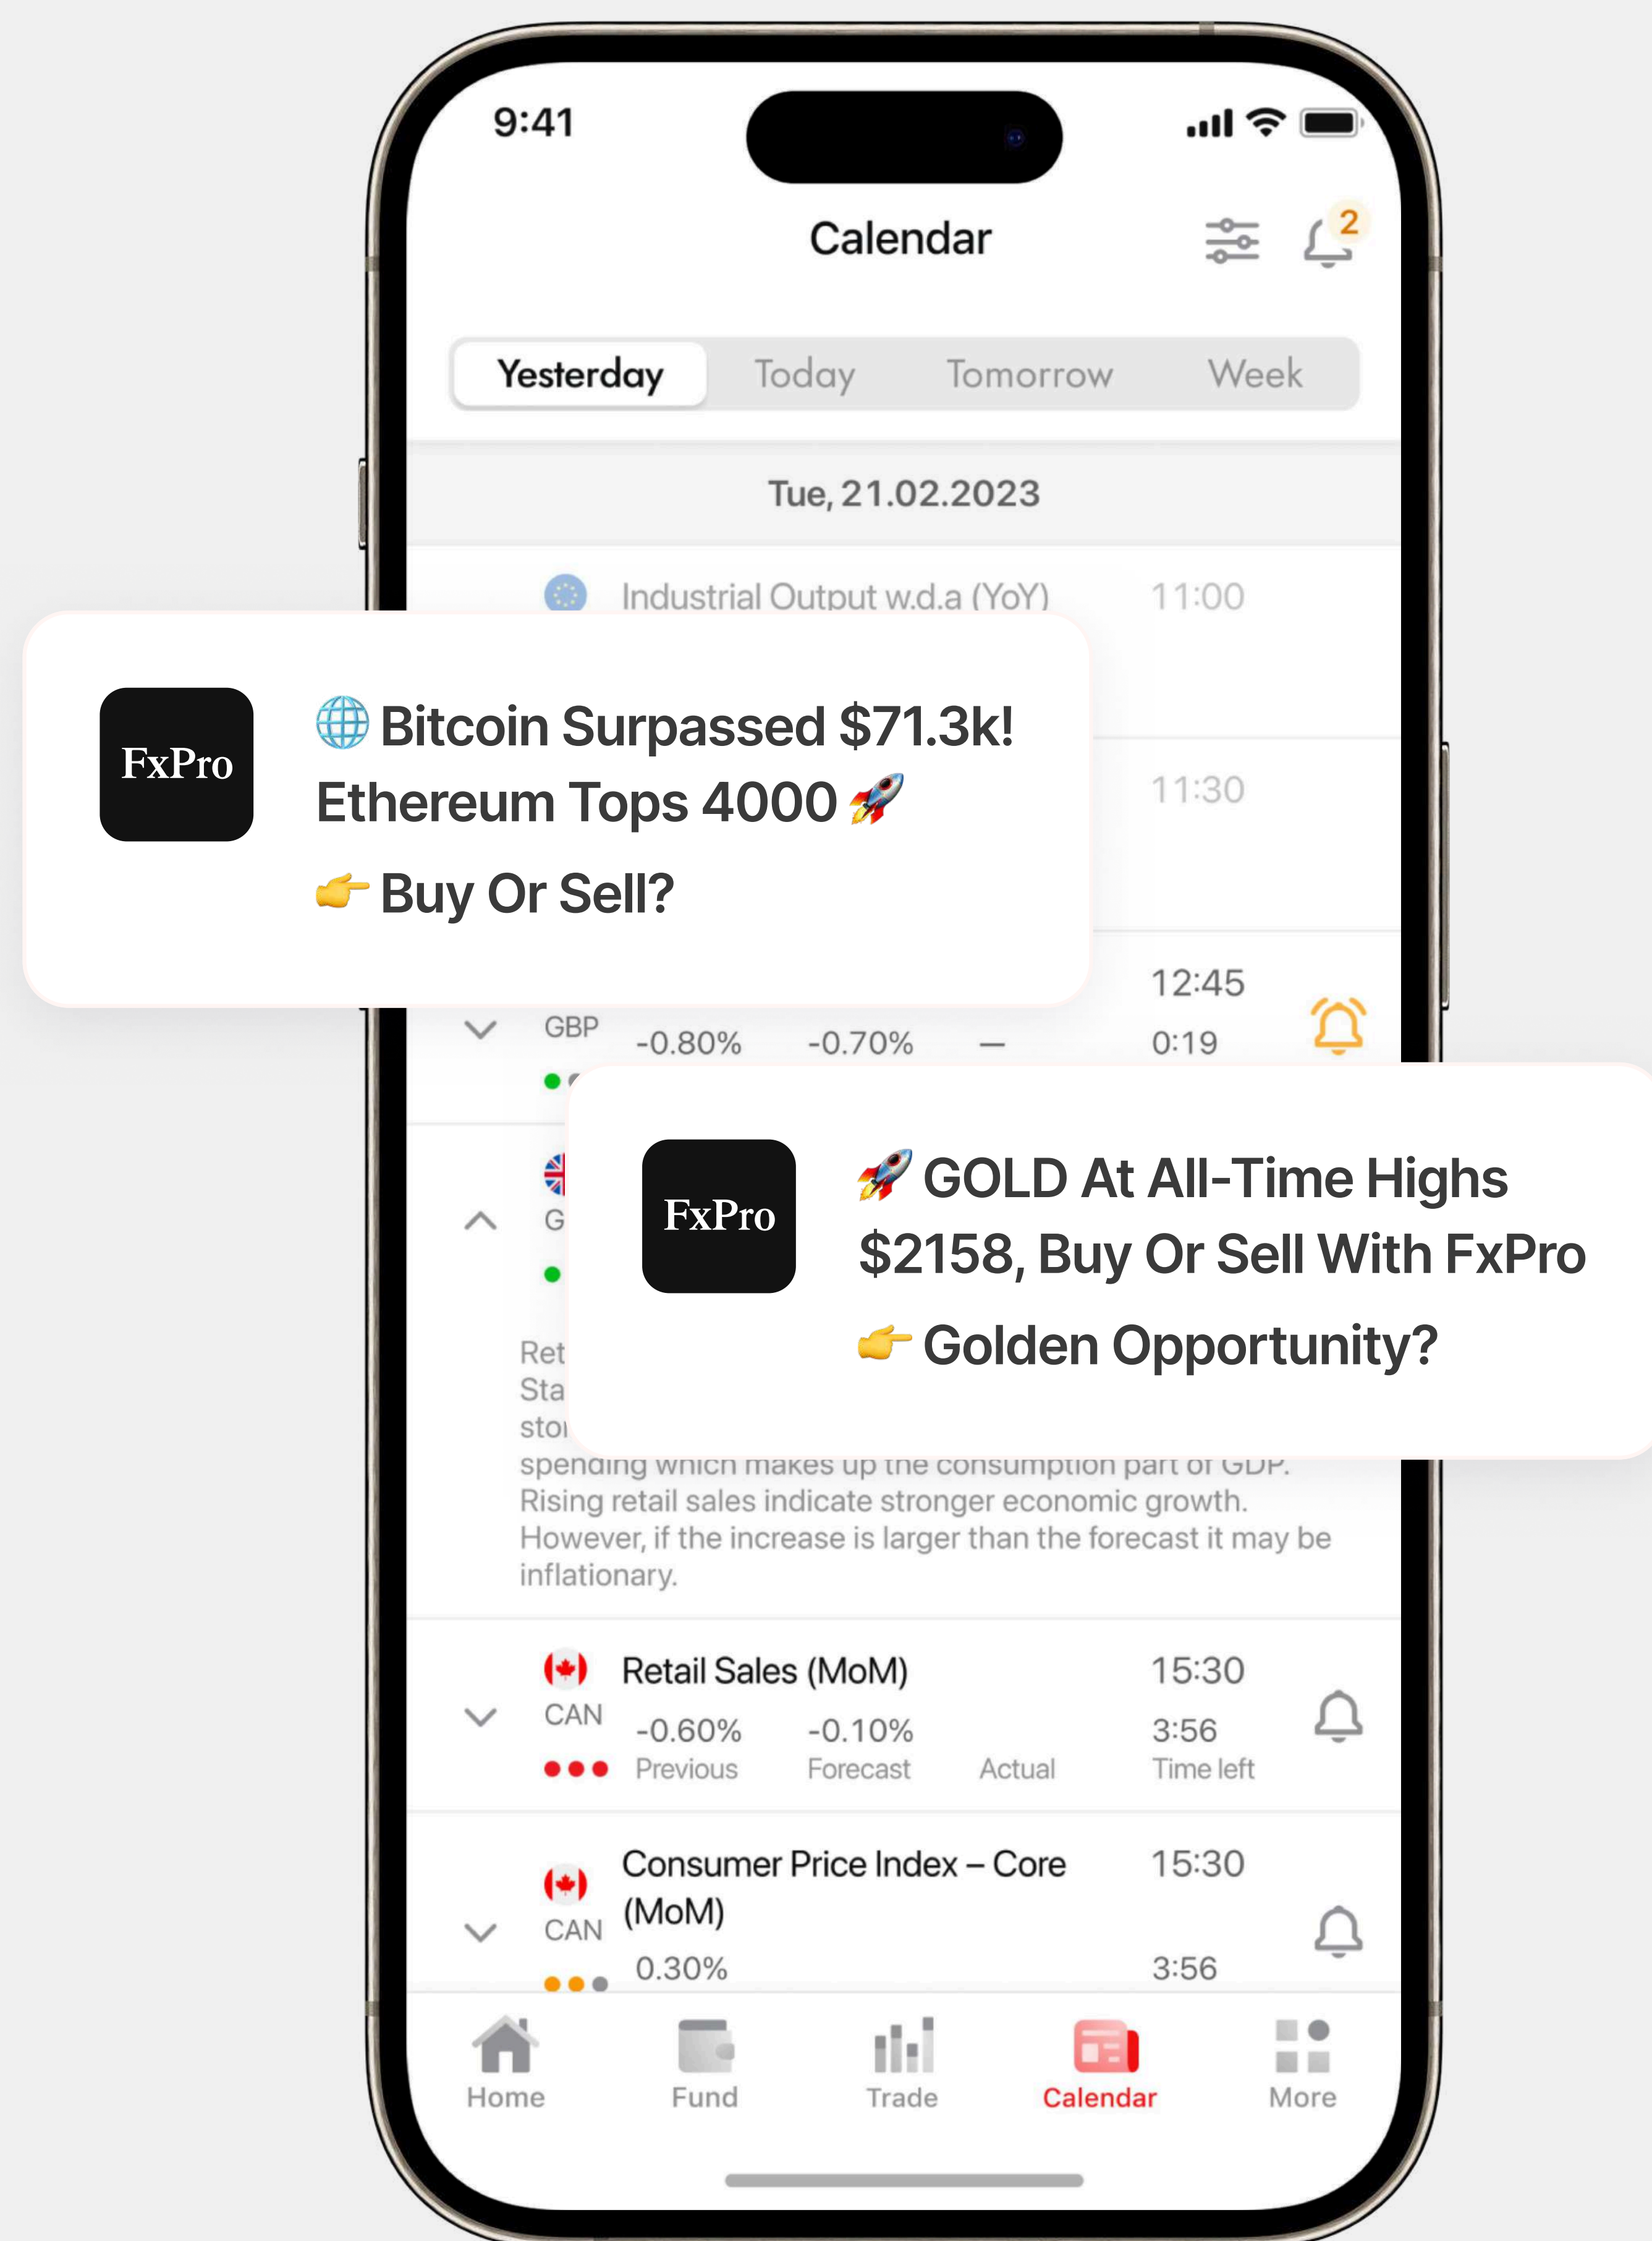 9:41
Calendar
2
Yesterday Today Tomorrow Week
Tue, 21.02.2023
Industrial Output w.d.a (YoY) 11:00
FxPro
🌐 Bitcoin Surpassed $71.3k!
Ethereum Tops 4000 🚀
👉 Buy Or Sell?
11:30
12:45
GBP -0.80% -0.70% — 0:19
FxPro
🚀 GOLD At All-Time Highs
$2158, Buy Or Sell With FxPro
👉 Golden Opportunity?
spending which makes up the consumption part of GDP.
Rising retail sales indicate stronger economic growth.
However, if the increase is larger than the forecast it may be
inflationary.
Retail Sales (MoM) 15:30
CAN -0.60% -0.10% 3:56
Previous Forecast Actual Time left
Consumer Price Index – Core 15:30
(MoM)
CAN 0.30% 3:56
Home Fund Trade Calendar More